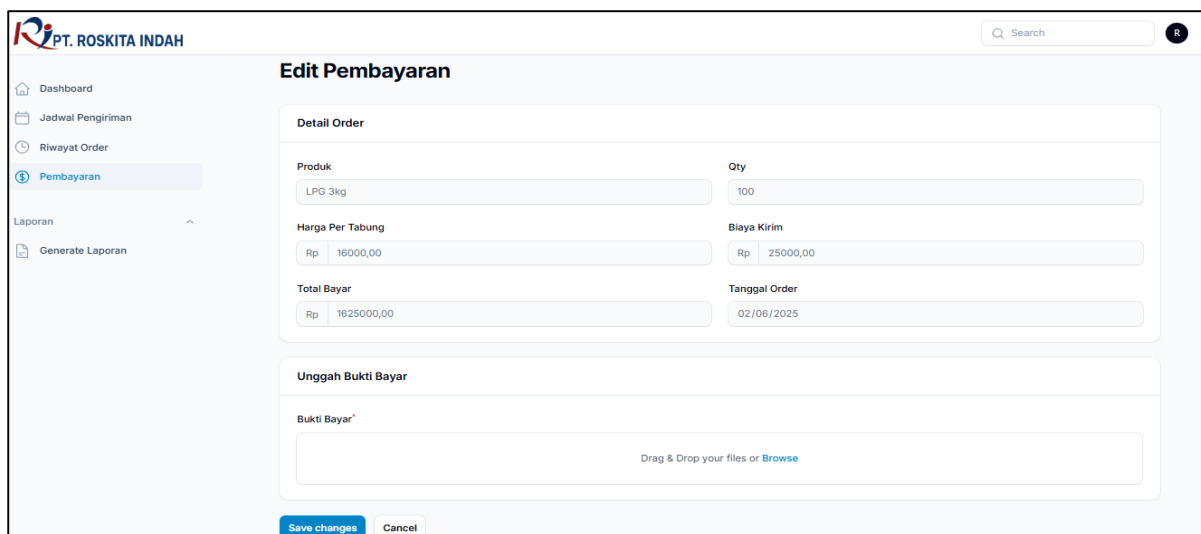 PT. ROSKITA INDAH
Search
R
Dashboard
Jadwal Pengiriman
Riwayat Order
Pembayaran
Laporan
Generate Laporan
Edit Pembayaran
Detail Order
Produk
Qty
LPG 3kg
100
Harga Per Tabung
Biaya Kirim
Rp 16000,00
Rp 25000,00
Total Bayar
Tanggal Order
Rp 1625000,00
02/06/2025
Unggah Bukti Bayar
Bukti Bayar*
Drag & Drop your files or Browse
Save changes
Cancel